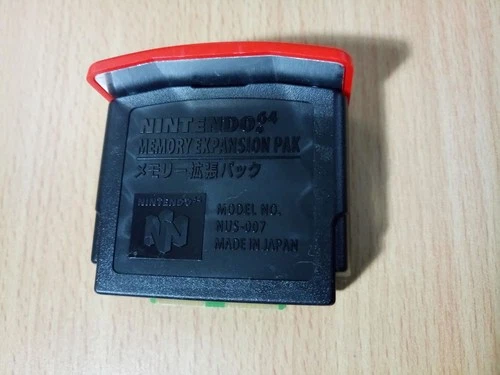 NINTENDO64
MEMORY EXPANSION PAK
メモリー拡張パック
NINTENDO64
MODEL NO.
NUS-007
MADE IN JAPAN